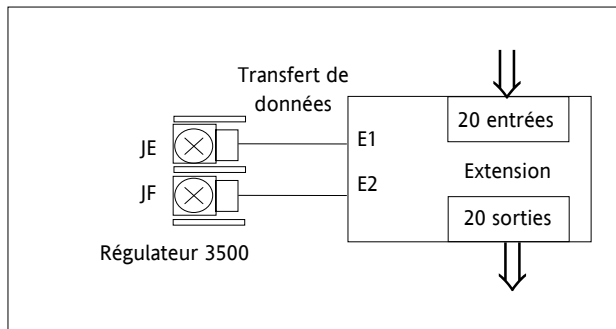 Transfert de
données
20 entrées
JE
E1
Extension
JF
E2
20 sorties
Régulateur 3500